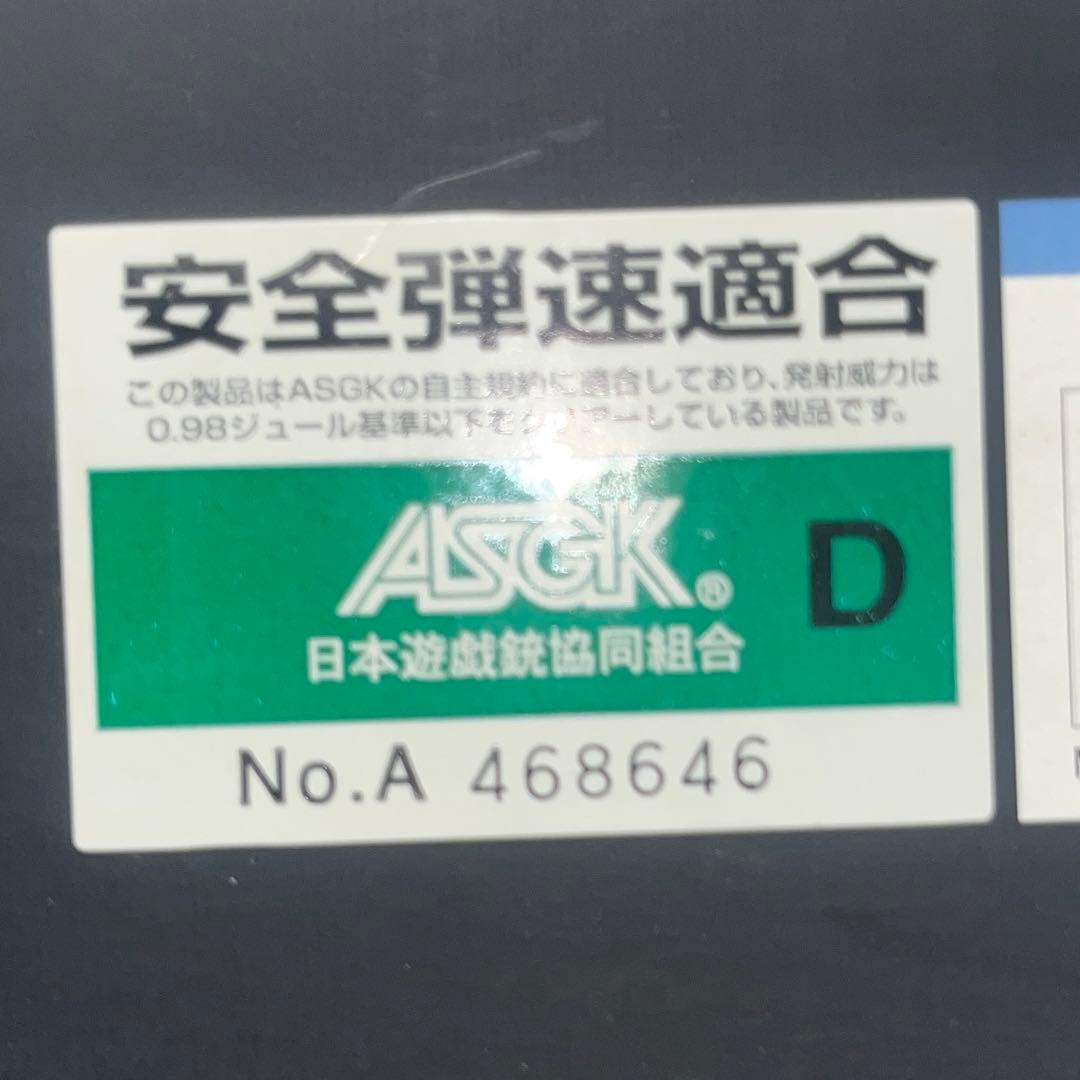 安全弾速適合
この製品はASGKの自主規約に適合しており、発射威力は
0.98ジュール基準以下をクリアーしている製品です。
ASGK®
D
日本遊戯銃協同組合
No.A 468646